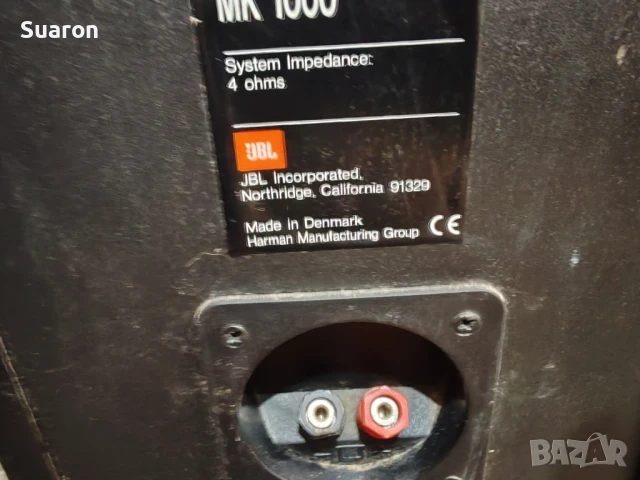 Suaron
MK 1000
System Impedance:
4 ohms
JBL
JBL Incorporated,
Northridge, California 91329
Made in Denmark
Harman Manufacturing Group CE
BAZAR